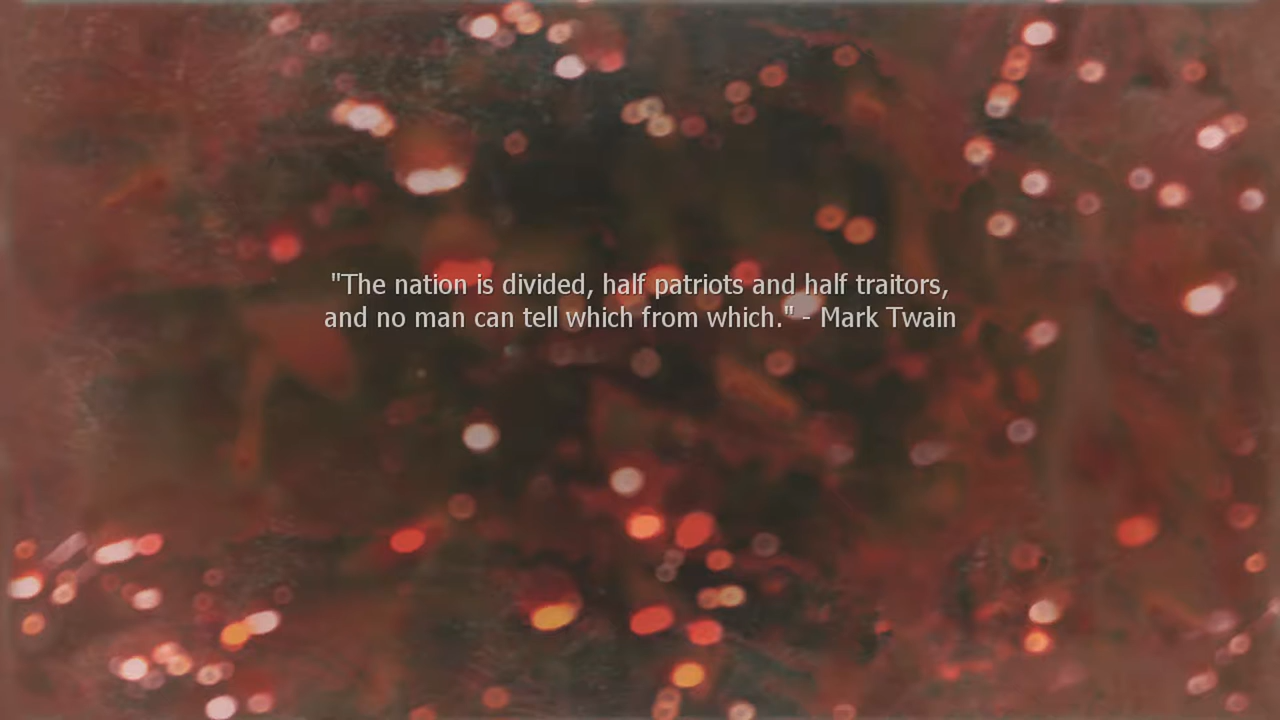 "The nation is divided, half patriots and half traitors,
and no man can tell which from which." - Mark Twain